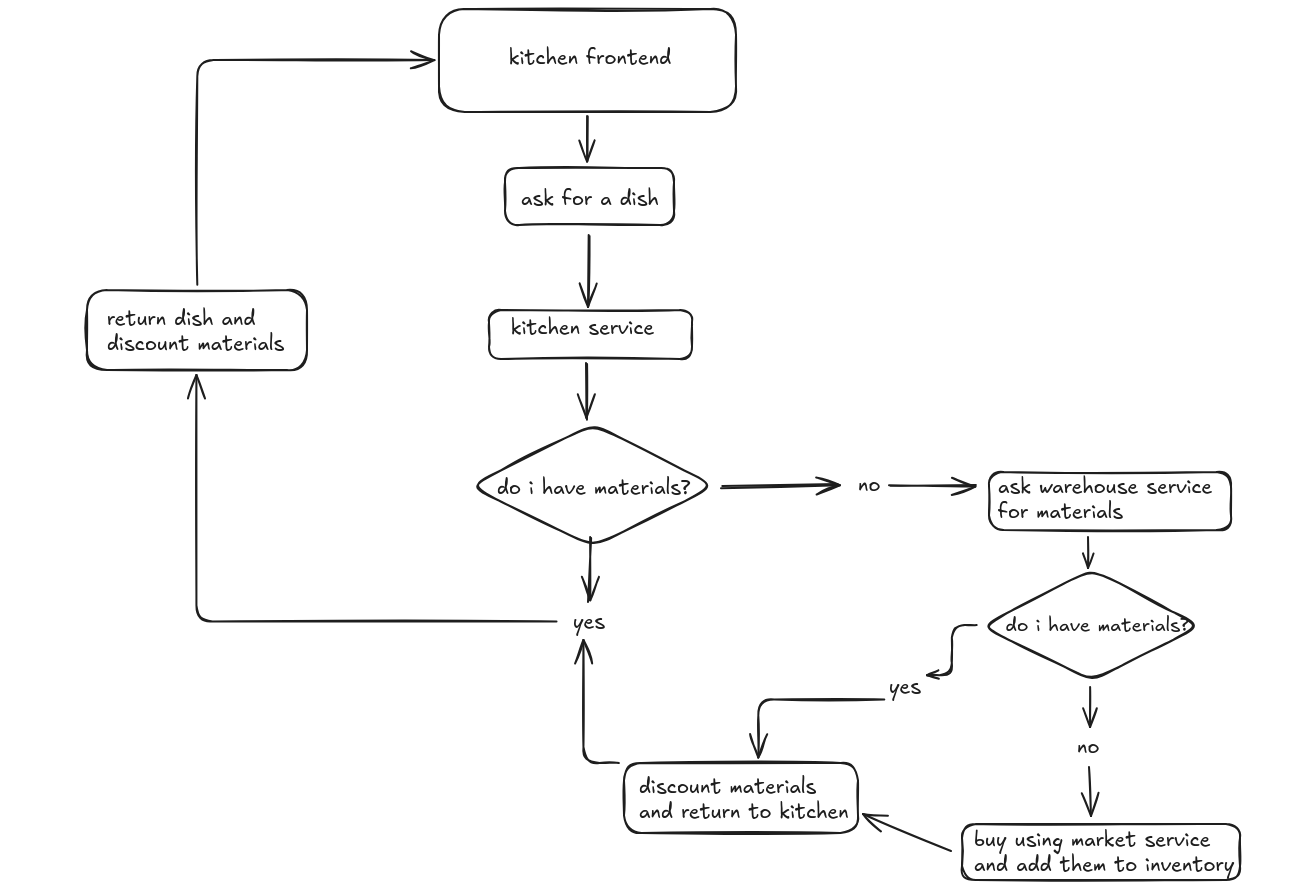 kitchen frontend
ask for a dish
return dish and
discount materials
kitchen service
do i have materials?
no
ask warehouse service
for materials
yes
do i have materials?
yes
no
discount materials
and return to kitchen
buy using market service
and add them to inventory